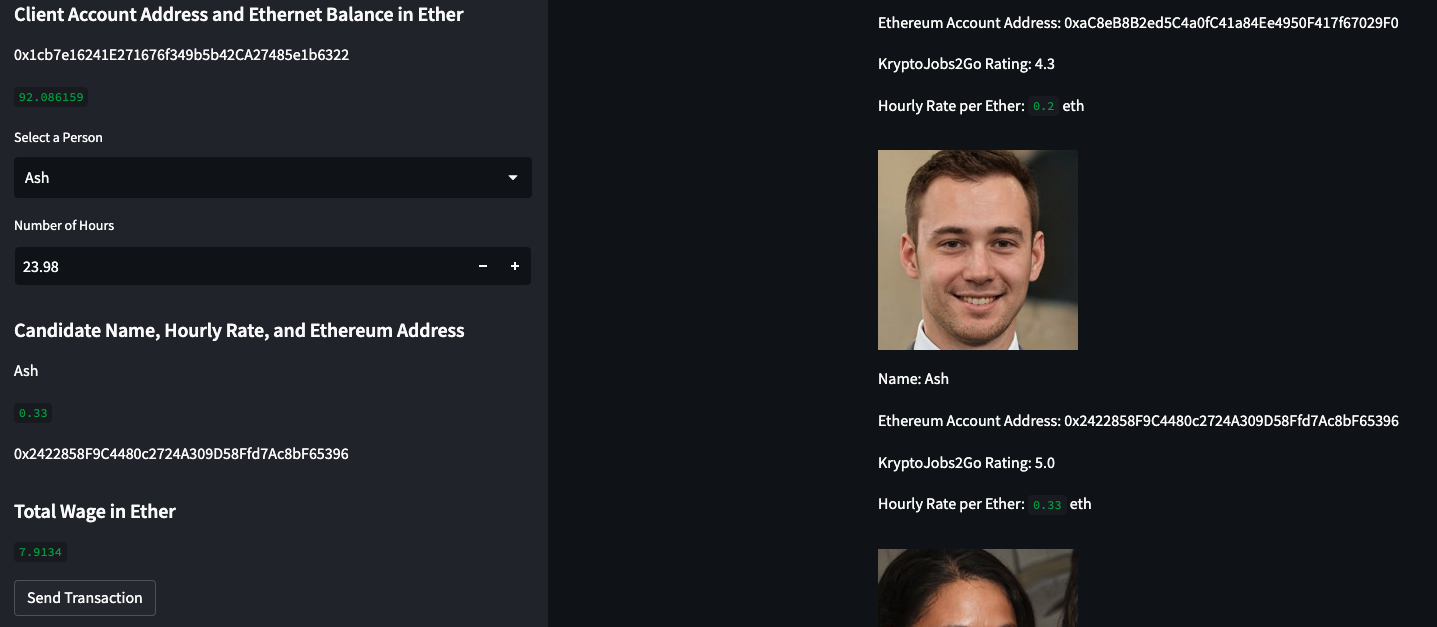 Client Account Address and Ethernet Balance in Ether
0x1cb7e16241E271676f349b5b42CA27485e1b6322
92.086159
Select a Person
Ash
Number of Hours
23.98
Candidate Name, Hourly Rate, and Ethereum Address
Ash
0.33
0x2422858F9C4480c2724A309D58Ffd7Ac8bF65396
Total Wage in Ether
7.9134
Send Transaction
Ethereum Account Address: 0xaC8eB8B2ed5C4a0fC41a84Ee4950F417f67029F0
KryptoJobs2Go Rating: 4.3
Hourly Rate per Ether: 0.2 eth
Name: Ash
Ethereum Account Address: 0x2422858F9C4480c2724A309D58Ffd7Ac8bF65396
KryptoJobs2Go Rating: 5.0
Hourly Rate per Ether: 0.33 eth